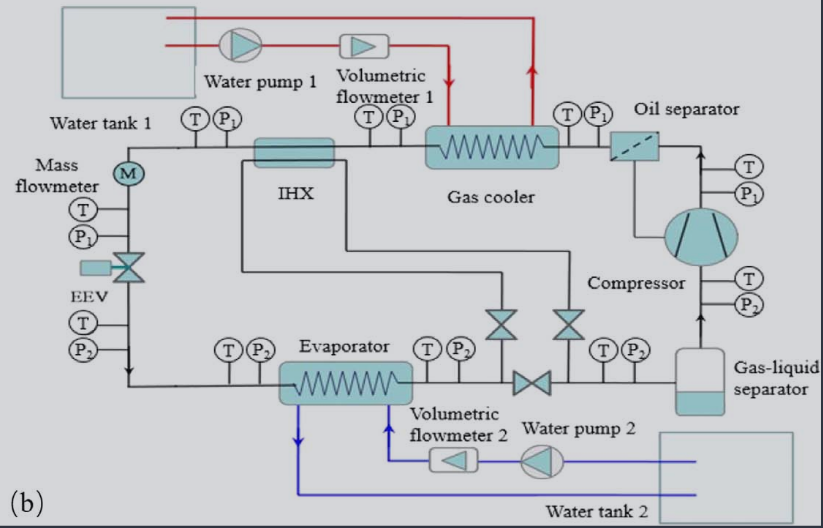 Water pump 1
Volumetric
flowmeter 1
Water tank 1
T P1
T P1
T P1
Oil separator
Mass
flowmeter
M
IHX
Gas cooler
T
P1
T
P1
EEV
Compressor
T
P2
T
P2
T P2
Evaporator
T P2
T P2
Gas-liquid
separator
Volumetric
flowmeter 2
Water pump 2
Water tank 2
(b)